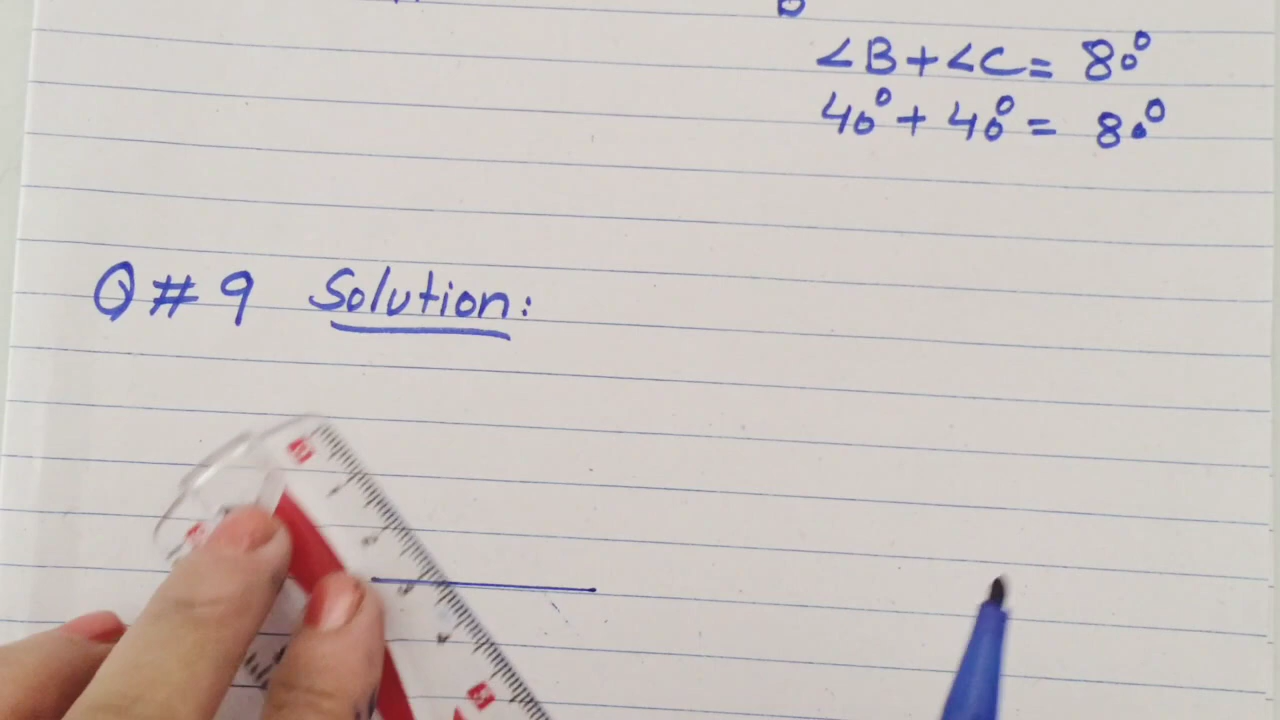 ∠B + ∠C = 80°
40° + 40° = 80°
Q # 9 Solution: